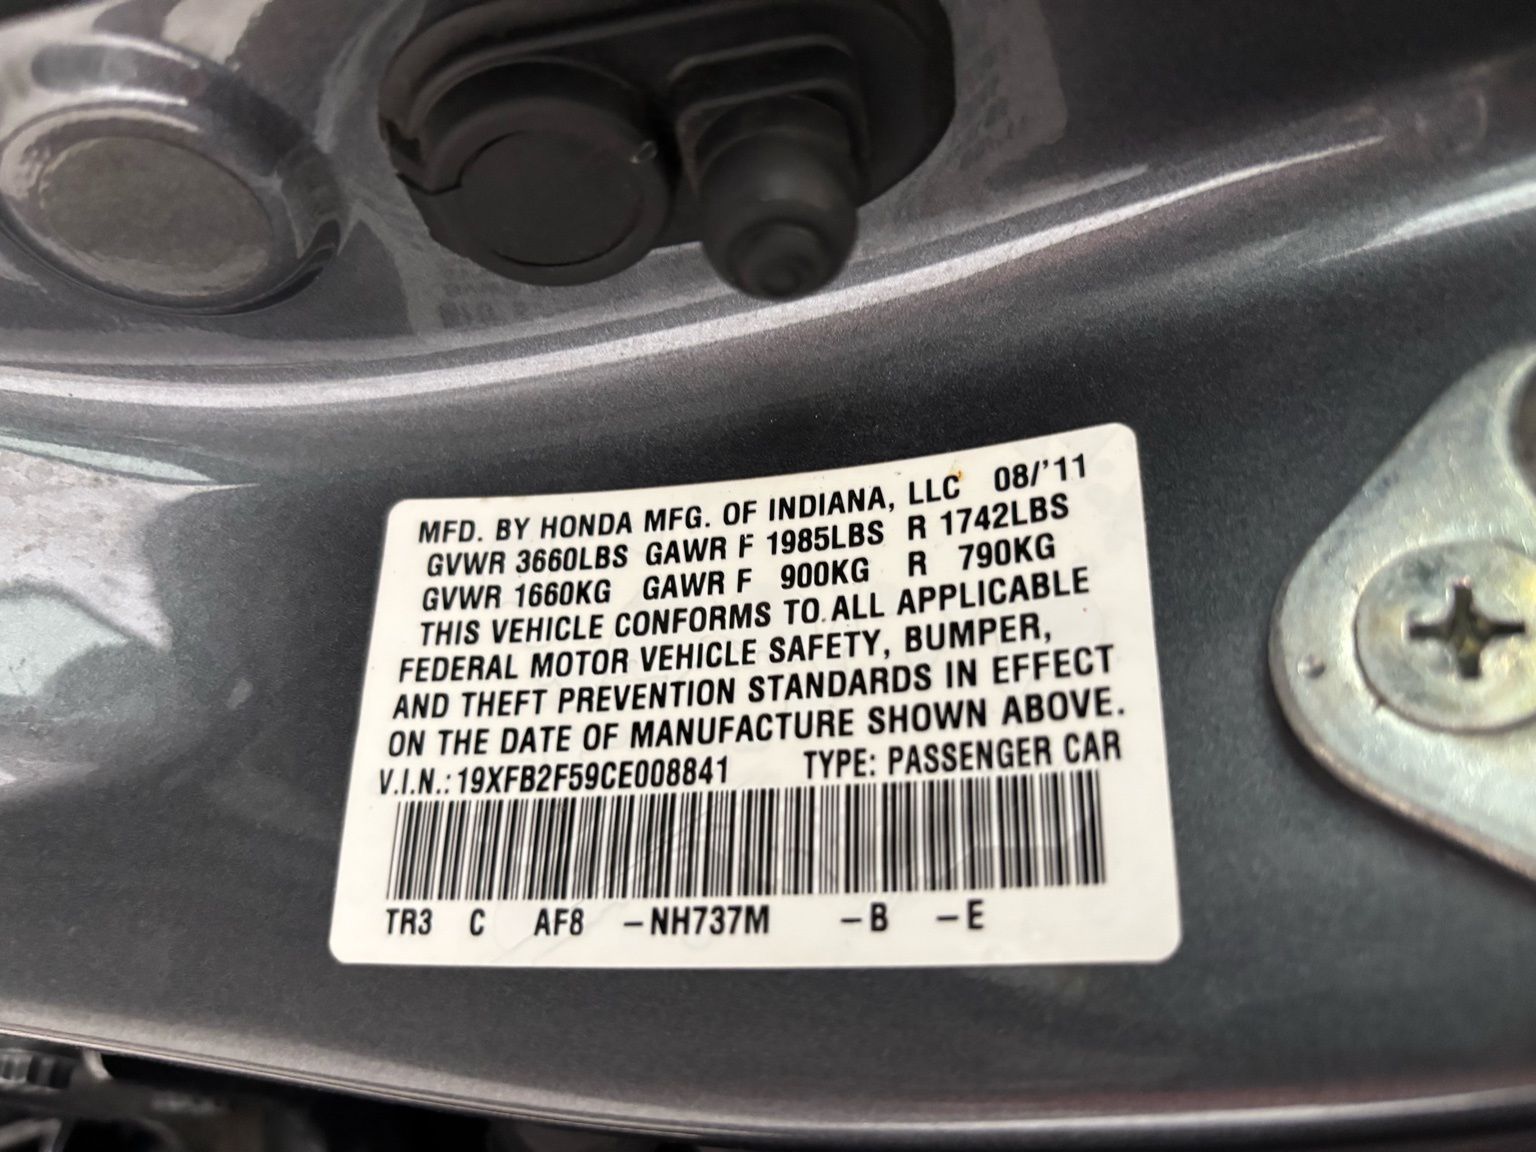 MFD. BY HONDA MFG. OF INDIANA, LLC 08/'11
GVWR 3660LBS GAWR F 1985LBS R 1742LBS
GVWR 1660KG GAWR F 900KG R 790KG
THIS VEHICLE CONFORMS TO ALL APPLICABLE
FEDERAL MOTOR VEHICLE SAFETY, BUMPER,
AND THEFT PREVENTION STANDARDS IN EFFECT
ON THE DATE OF MANUFACTURE SHOWN ABOVE.
V.I.N.: 19XFB2F59CE008841 TYPE: PASSENGER CAR
TR3 C AF8 –NH737M –B –E